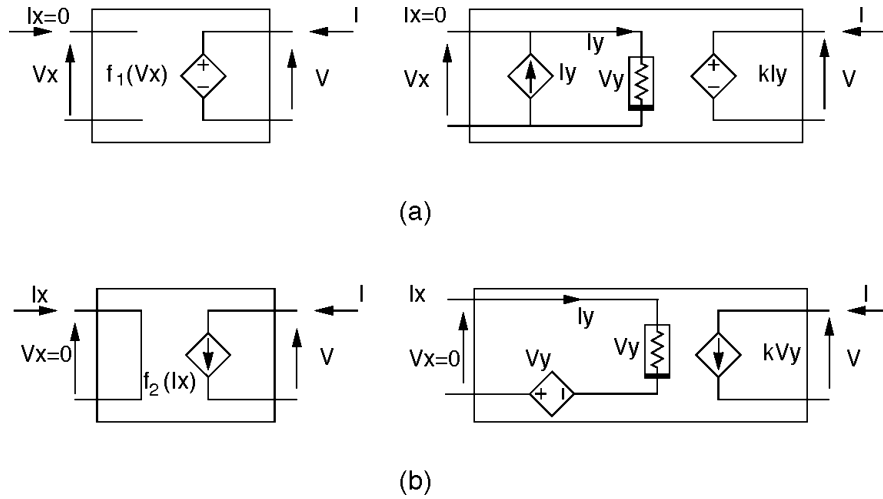 Ix=0
I
Vx
f1(Vx)
+
−
V
Ix=0
Iy
I
Vx
Iy
Vy
+
−
kIy
V
(a)
Ix
I
Vx=0
f2(Ix)
V
Ix
Iy
I
Vx=0
Vy
+ −
Vy
kVy
V
(b)